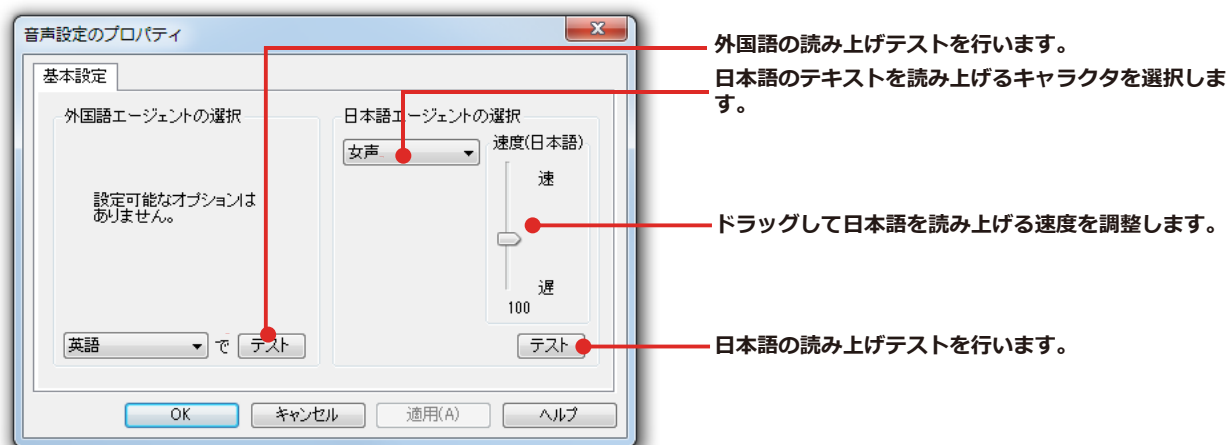 音声設定のプロパティ
基本設定
外国語エージェントの選択
設定可能なオプションは
ありません。
英語
で
テスト
日本語エージェントの選択
女声
速度(日本語)
速
遅
100
テスト
OK
キャンセル
適用(A)
ヘルプ
外国語の読み上げテストを行います。
日本語のテキストを読み上げるキャラクタを選択しま
す。
ドラッグして日本語を読み上げる速度を調整します。
日本語の読み上げテストを行います。